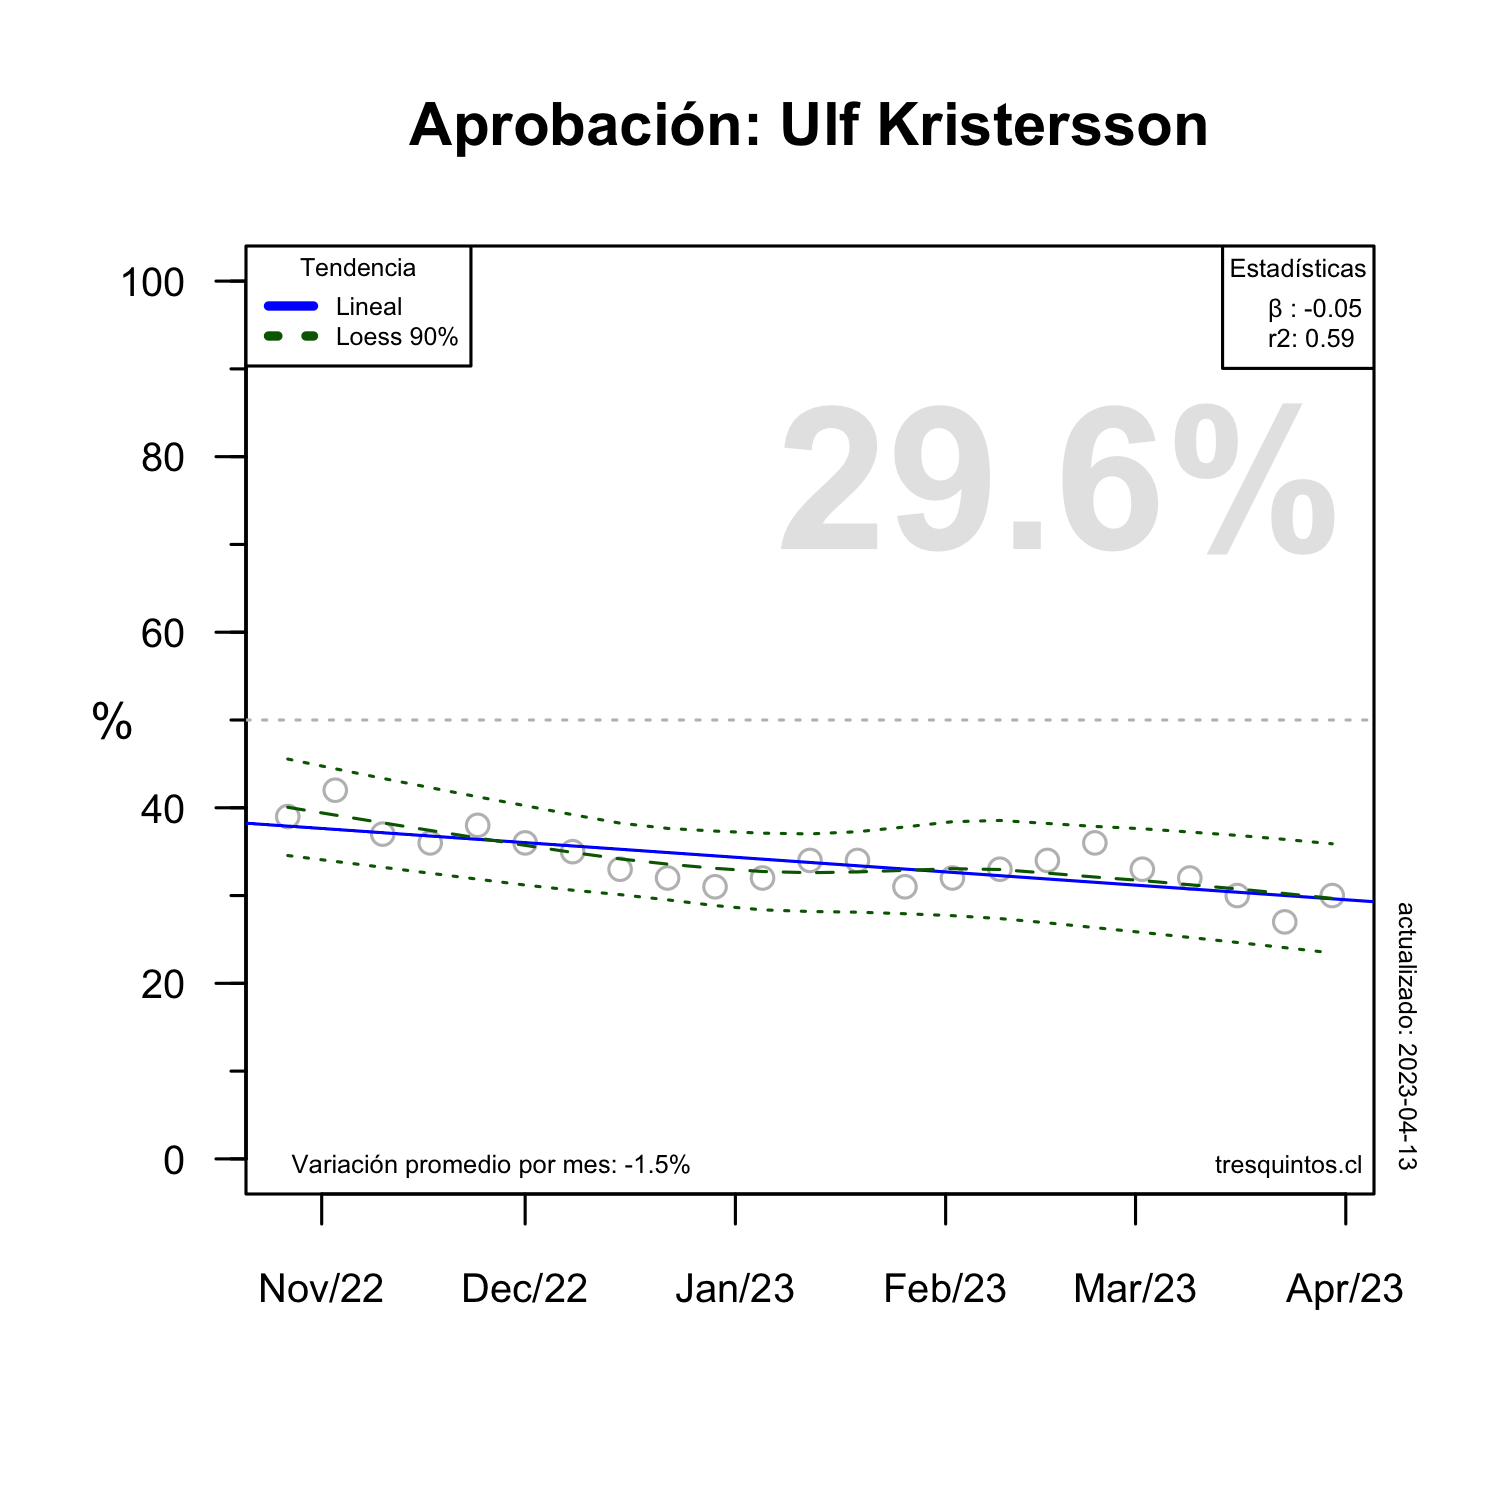 Aprobación: Ulf Kristersson
Tendencia
Lineal
Loess 90%
Estadísticas
β : -0.05
r2: 0.59
29.6%
100
80
60
40
20
0
%
Variación promedio por mes: -1.5%
tresquintos.cl
actualizado: 2023-04-13
Nov/22 Dec/22 Jan/23 Feb/23 Mar/23 Apr/23